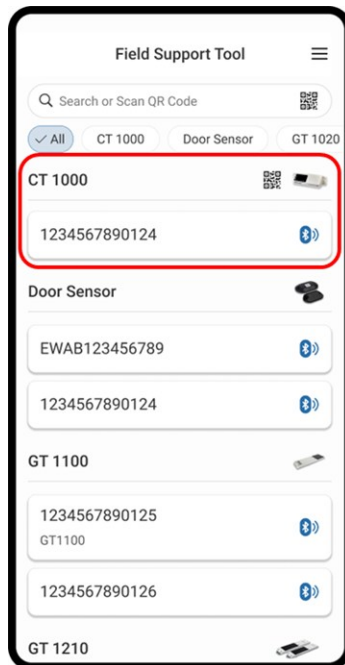 Field Support Tool
Search or Scan QR Code
All CT 1000 Door Sensor GT 1020
CT 1000
1234567890124
Door Sensor
EWAB123456789
1234567890124
GT 1100
1234567890125
GT1100
1234567890126
GT 1210